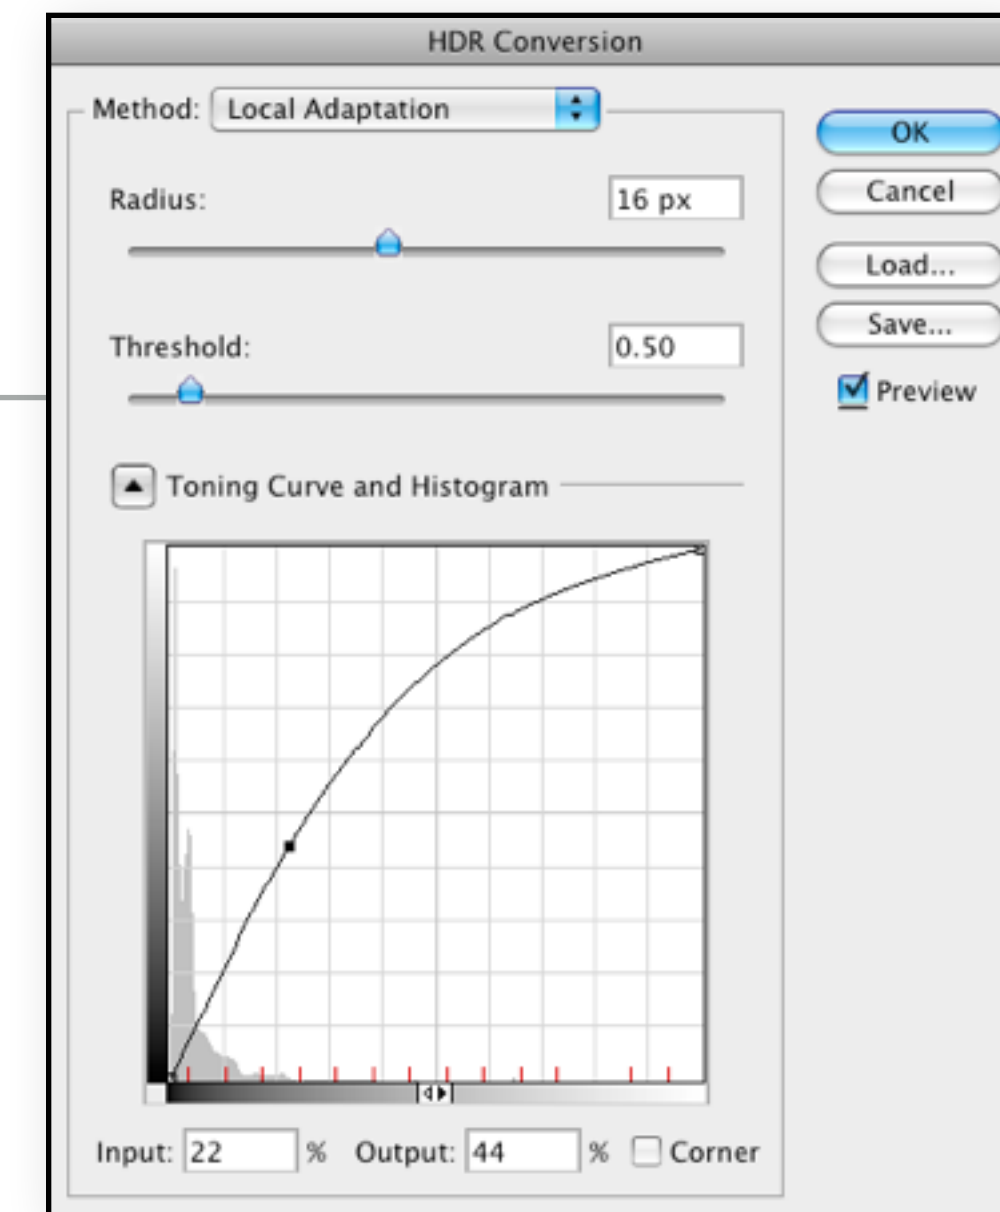 HDR Conversion
Method: Local Adaptation
OK
Radius: 16 px
Cancel
Load...
Threshold: 0.50
Save...
Preview
Toning Curve and Histogram
Input: 22 % Output: 44 % Corner